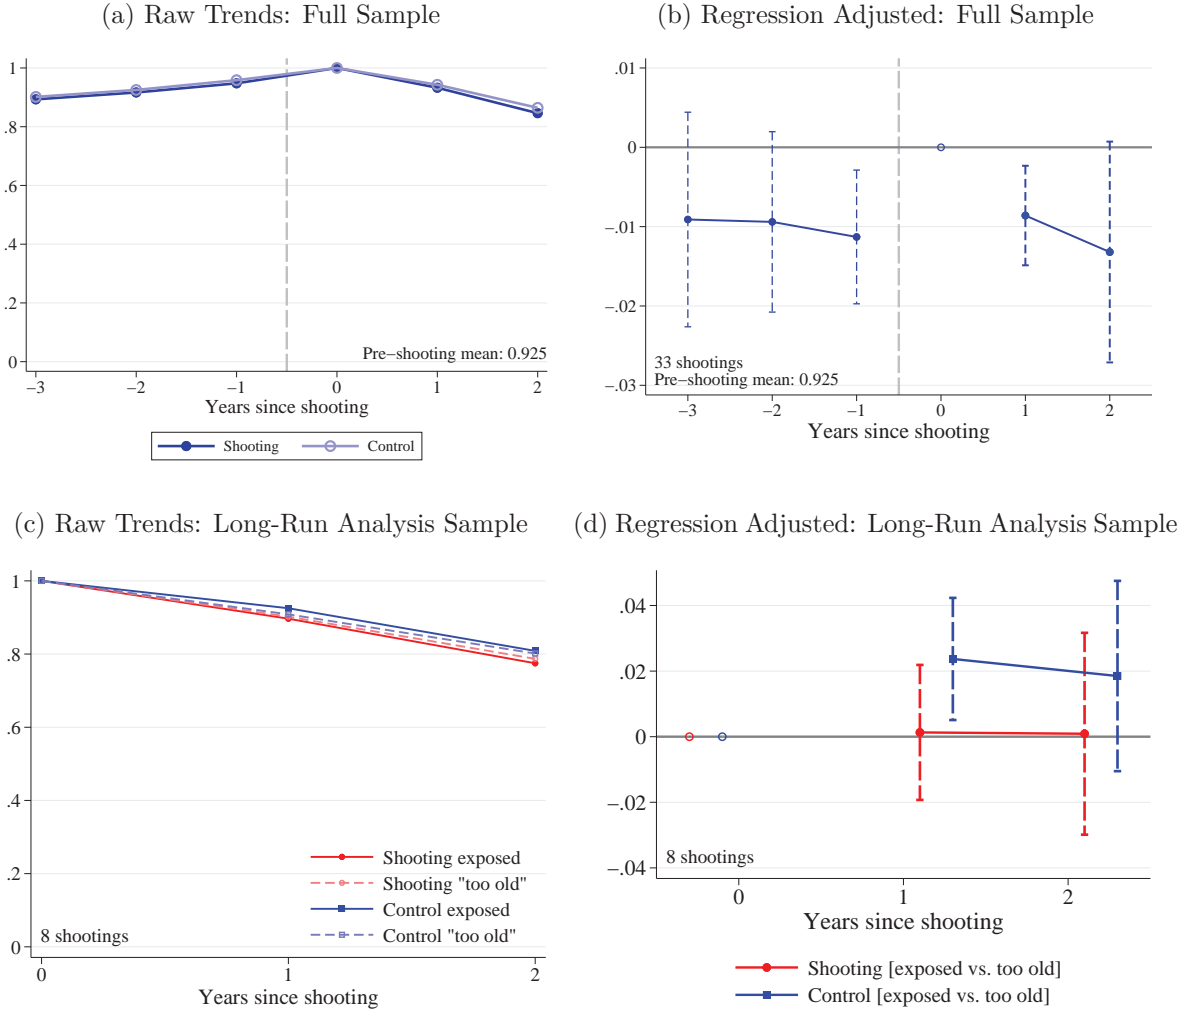 (a) Raw Trends: Full Sample
1
.8
.6
.4
.2
0
Pre−shooting mean: 0.925
−3 −2 −1 0 1 2
Years since shooting
Shooting Control
(b) Regression Adjusted: Full Sample
.01
0
−.01
−.02
−.03
33 shootings
Pre−shooting mean: 0.925
−3 −2 −1 0 1 2
Years since shooting
(c) Raw Trends: Long-Run Analysis Sample
1
.8
.6
.4
.2
0
Shooting exposed
Shooting "too old"
Control exposed
Control "too old"
8 shootings
0 1 2
Years since shooting
(d) Regression Adjusted: Long-Run Analysis Sample
.04
.02
0
−.02
−.04
8 shootings
0 1 2
Years since shooting
Shooting [exposed vs. too old]
Control [exposed vs. too old]